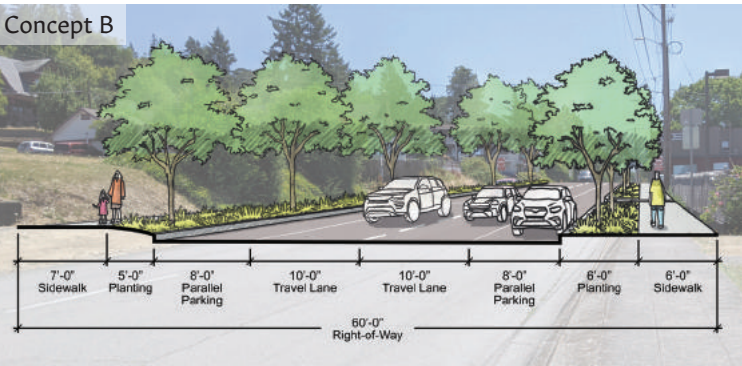 Concept B
7'-0"
Sidewalk
5'-0"
Planting
8'-0"
Parallel
Parking
10'-0"
Travel Lane
10'-0"
Travel Lane
8'-0"
Parallel
Parking
6'-0"
Planting
6'-0"
Sidewalk
60'-0"
Right-of-Way